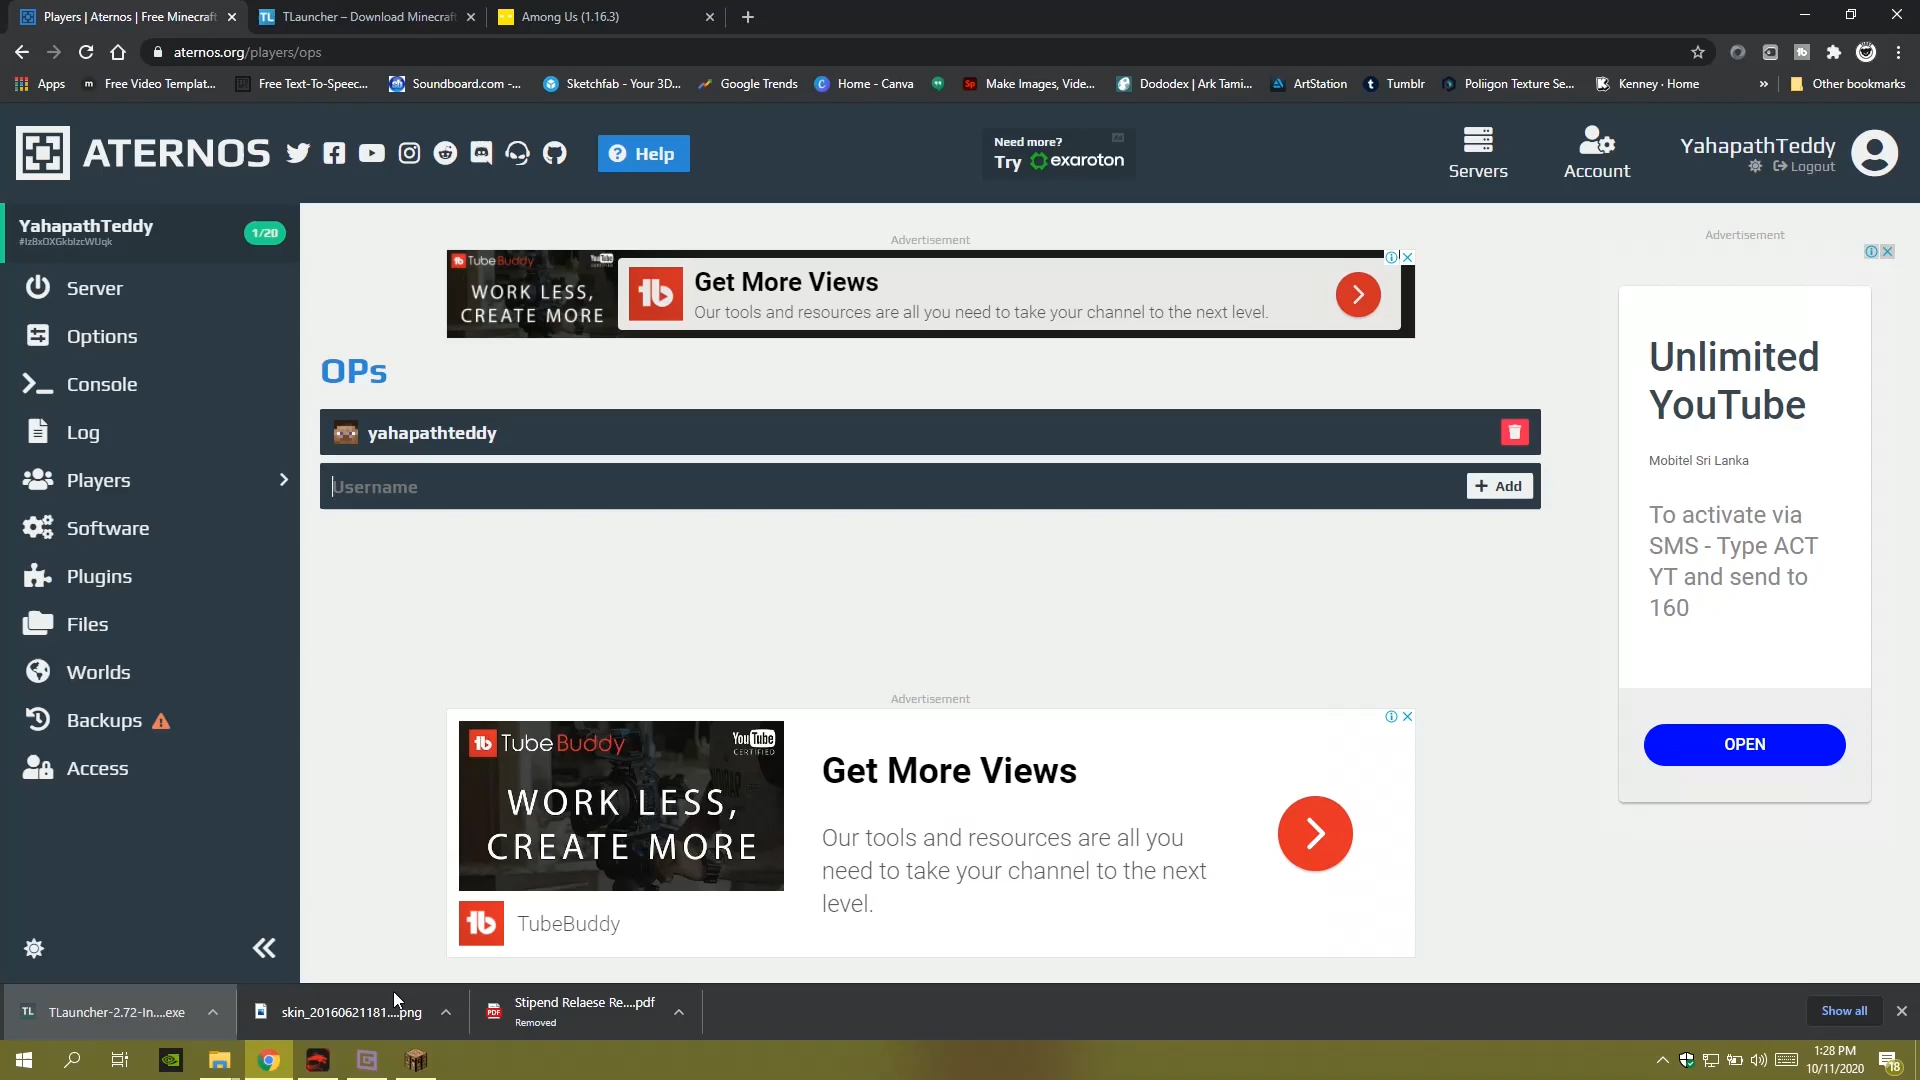 Players | Aternos | Free Minecraft
TLauncher – Download Minecraft
Among Us (1.16.3)
aternos.org/players/ops
Apps
Free Video Templat...
Free Text-To-Speec...
Soundboard.com -...
Sketchfab - Your 3D...
Google Trends
Home - Canva
Make Images, Vide...
Dododex | Ark Tami...
ArtStation
Tumblr
Poliigon Texture Se...
Kenney · Home
»
Other bookmarks
ATERNOS
Help
Need more?
Ad
Try exaroton
Servers
Account
YahapathTeddy
Logout
YahapathTeddy
1/20
Server
Options
Console
Log
Players
Software
Plugins
Files
Worlds
Backups
Access
Advertisement
TubeBuddy
YouTube
WORK LESS,
CREATE MORE
Get More Views
Our tools and resources are all you need to take your channel to the next level.
OPs
yahapathteddy
Username
+ Add
Advertisement
TubeBuddy
YouTube
CERTIFIED
WORK LESS,
CREATE MORE
TubeBuddy
Get More Views
Our tools and resources are all you
need to take your channel to the next
level.
Advertisement
Unlimited
YouTube
Mobitel Sri Lanka
To activate via
SMS - Type ACT
YT and send to
160
OPEN
TLauncher-2.72-In....exe
skin_20160621181....png
Stipend Relaese Re....pdf
Removed
Show all
1:28 PM
10/11/2020
18